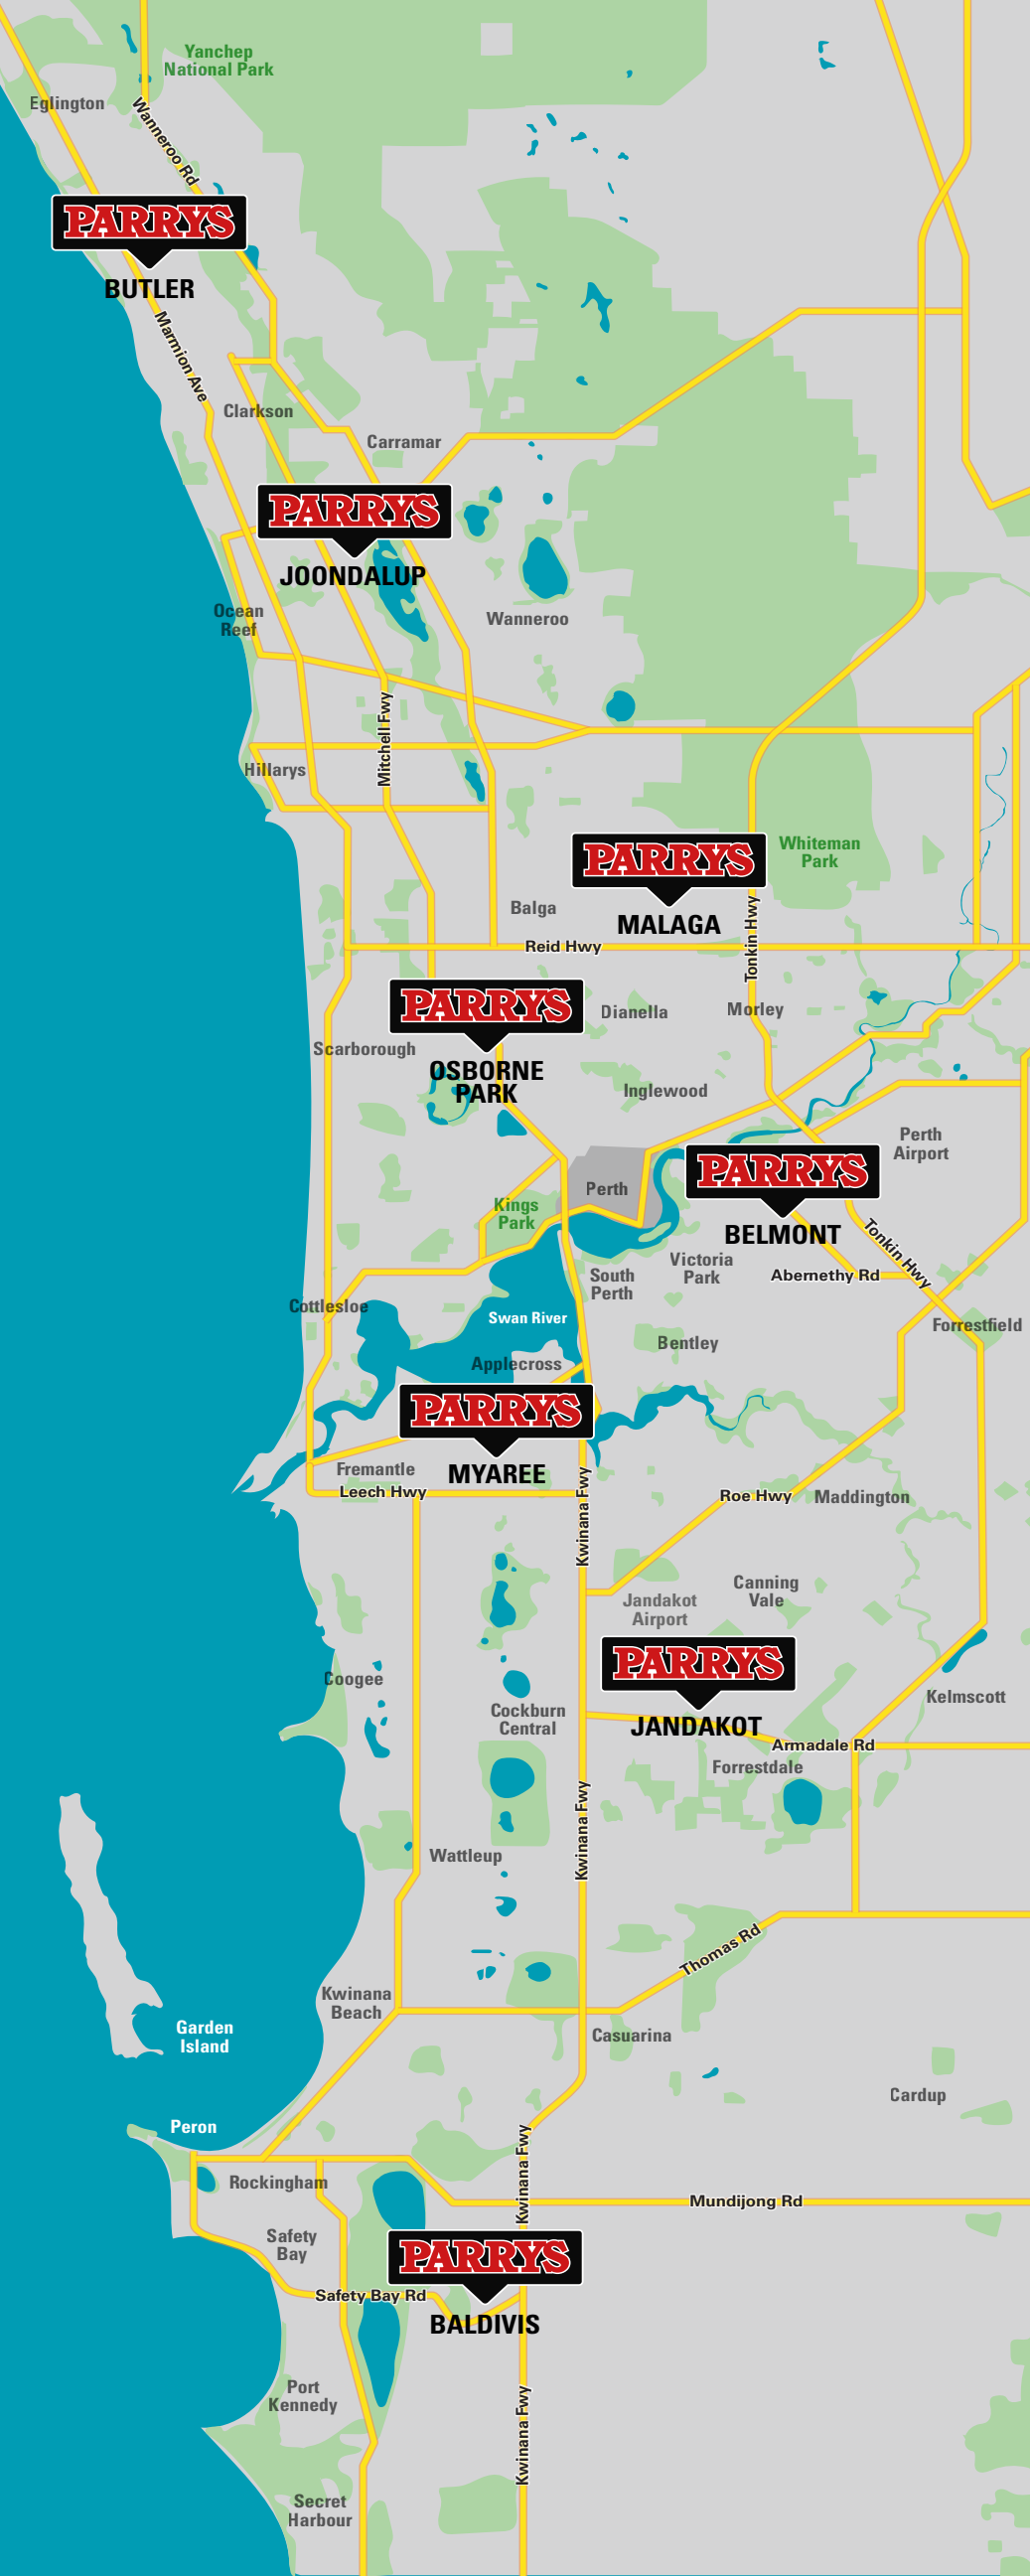 Yanchep
National Park
Eglington
Wanneroo Rd
PARRYS
BUTLER
Marmion Ave
Clarkson
Carramar
PARRYS
JOONDALUP
Ocean
Reef
Wanneroo
Mitchell Fwy
Hillarys
Whiteman
Park
PARRYS
MALAGA
Balga
Reid Hwy
Tonkin Hwy
PARRYS
OSBORNE
PARK
Dianella
Morley
Scarborough
Inglewood
Perth
Airport
PARRYS
BELMONT
Perth
Kings
Park
Tonkin Hwy
Victoria
Park
Abernethy Rd
South
Perth
Cottlesloe
Swan River
Forrestfield
Bentley
Applecross
PARRYS
MYAREE
Fremantle
Leech Hwy
Kwinana Fwy
Roe Hwy
Maddington
Canning
Vale
Jandakot
Airport
PARRYS
JANDAKOT
Coogee
Kelmscott
Cockburn
Central
Armadale Rd
Forrestdale
Kwinana Fwy
Wattleup
Thomas Rd
Kwinana
Beach
Garden
Island
Casuarina
Cardup
Peron
Kwinana Fwy
Rockingham
Mundijong Rd
Safety
Bay
PARRYS
BALDIVIS
Safety Bay Rd
Port
Kennedy
Kwinana Fwy
Secret
Harbour